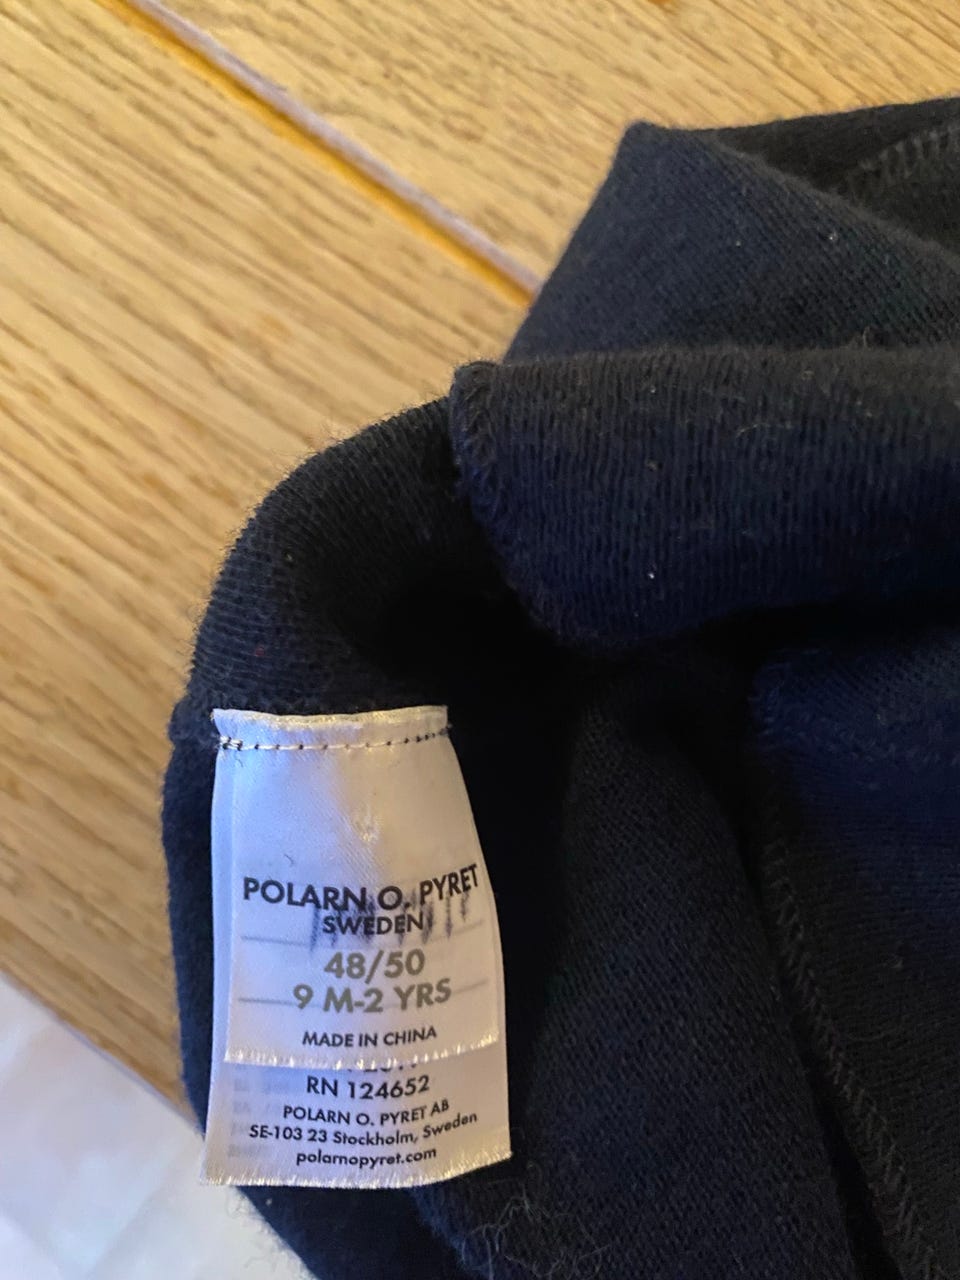 POLARN O. PYRET
SWEDEN
48/50
9 M-2 YRS
MADE IN CHINA
RN 124652
POLARN O. PYRET AB
SE-103 23 Stockholm, Sweden
polarnopyret.com